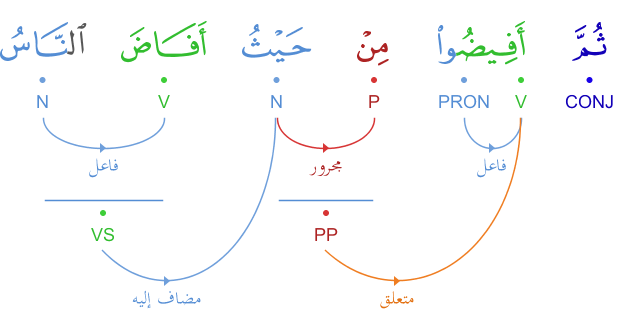 ثُمَّ أَفِيضُوا۟ مِنْ حَيْثُ أَفَاضَ ٱلنَّاسُ
CONJ V PRON P N V N
فاعل مجرور فاعل
PP VS
متعلق مضاف إليه